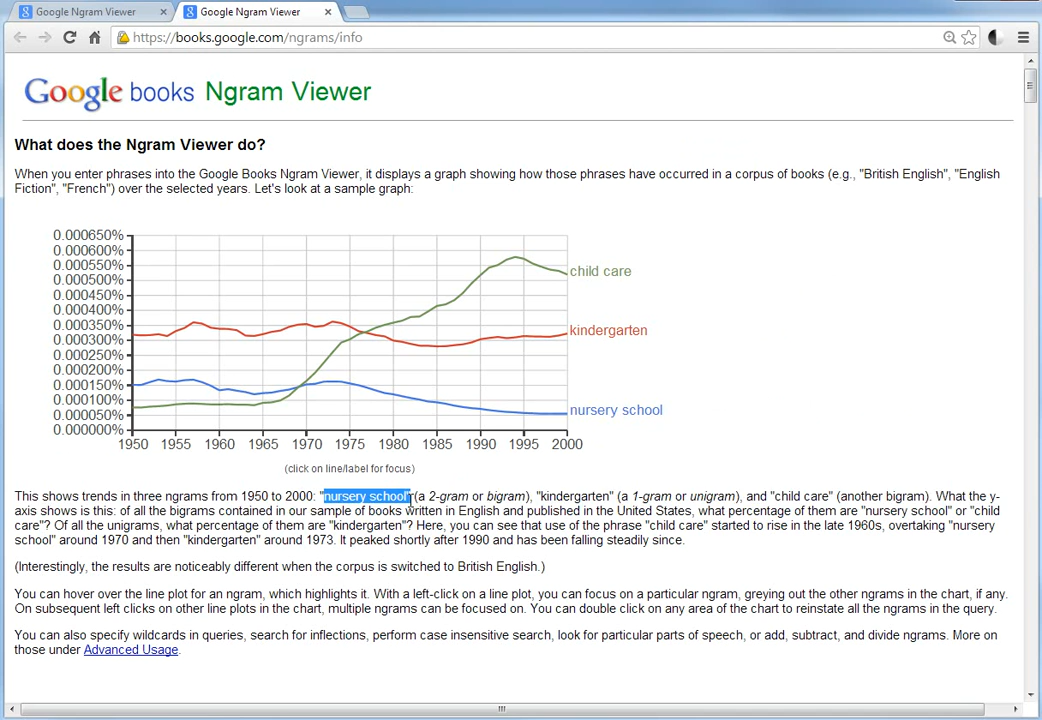 Google Ngram Viewer
Google Ngram Viewer
https://books.google.com/ngrams/info
Google books Ngram Viewer
What does the Ngram Viewer do?
When you enter phrases into the Google Books Ngram Viewer, it displays a graph showing how those phrases have occurred in a corpus of books (e.g., "British English", "English
Fiction", "French") over the selected years. Let's look at a sample graph:
0.000650%
0.000600%
0.000550%
0.000500%
0.000450%
0.000400%
0.000350%
0.000300%
0.000250%
0.000200%
0.000150%
0.000100%
0.000050%
0.000000%
child care
kindergarten
nursery school
1950 1955 1960 1965 1970 1975 1980 1985 1990 1995 2000
(click on line/label for focus)
This shows trends in three ngrams from 1950 to 2000: "nursery school" (a 2-gram or bigram), "kindergarten" (a 1-gram or unigram), and "child care" (another bigram). What the y-
axis shows is this: of all the bigrams contained in our sample of books written in English and published in the United States, what percentage of them are "nursery school" or "child
care"? Of all the unigrams, what percentage of them are "kindergarten"? Here, you can see that use of the phrase "child care" started to rise in the late 1960s, overtaking "nursery
school" around 1970 and then "kindergarten" around 1973. It peaked shortly after 1990 and has been falling steadily since.
(Interestingly, the results are noticeably different when the corpus is switched to British English.)
You can hover over the line plot for an ngram, which highlights it. With a left-click on a line plot, you can focus on a particular ngram, greying out the other ngrams in the chart, if any.
On subsequent left clicks on other line plots in the chart, multiple ngrams can be focused on. You can double click on any area of the chart to reinstate all the ngrams in the query.
You can also specify wildcards in queries, search for inflections, perform case insensitive search, look for particular parts of speech, or add, subtract, and divide ngrams. More on
those under Advanced Usage.